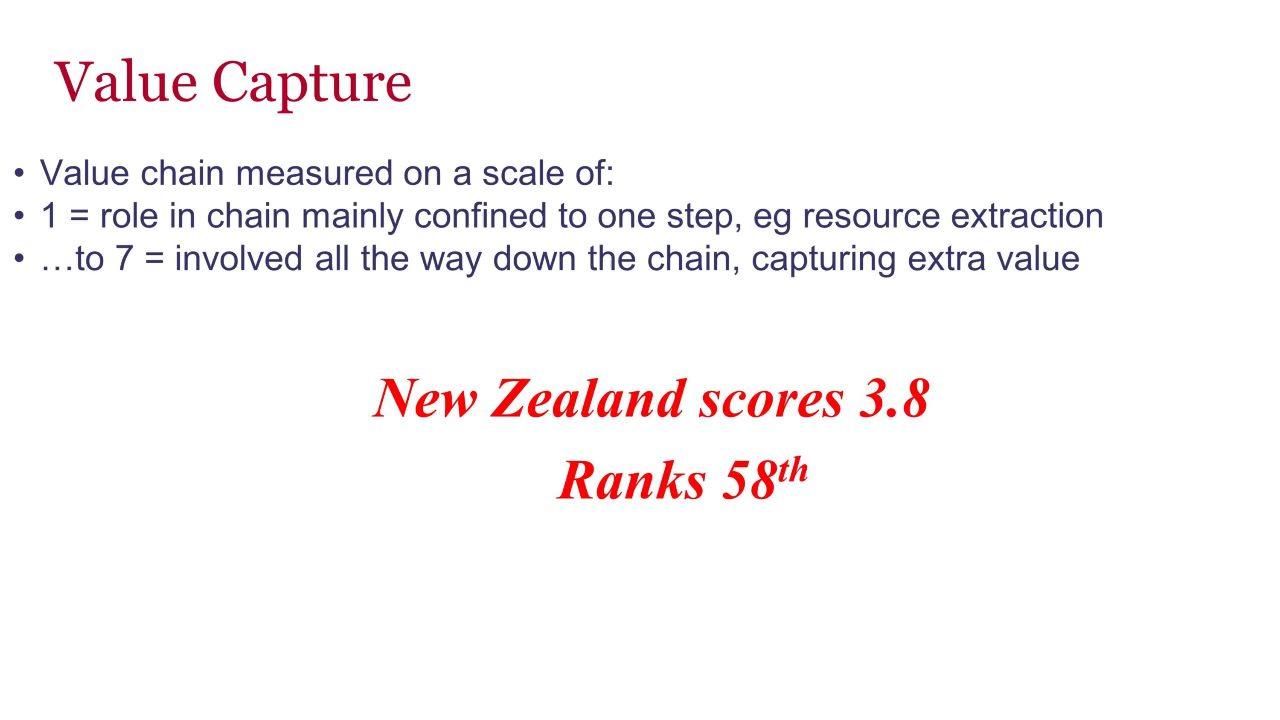 Value Capture
• Value chain measured on a scale of:
• 1 = role in chain mainly confined to one step, eg resource extraction
• …to 7 = involved all the way down the chain, capturing extra value
New Zealand scores 3.8
Ranks 58th